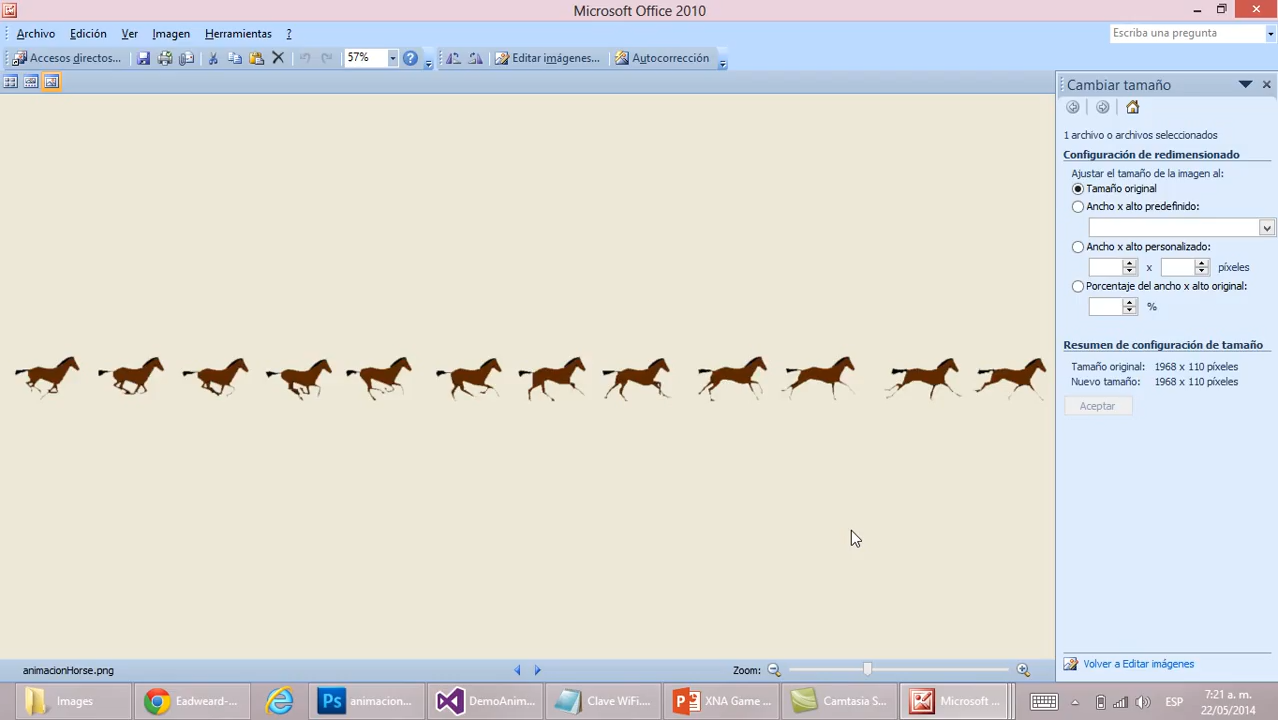 Microsoft Office 2010
Archivo Edición Ver Imagen Herramientas ? Escriba una pregunta
Accesos directos... 57% Editar imágenes... Autocorrección
Cambiar tamaño
1 archivo o archivos seleccionados
Configuración de redimensionado
Ajustar el tamaño de la imagen al:
Tamaño original
Ancho x alto predefinido:
Ancho x alto personalizado:
x píxeles
Porcentaje del ancho x alto original:
%
Resumen de configuración de tamaño
Tamaño original: 1968 x 110 píxeles
Nuevo tamaño: 1968 x 110 píxeles
Aceptar
Volver a Editar imágenes
animacionHorse.png Zoom:
Images Eadweard-... Ps animacion... DemoAnim... Clave WiFi.... XNA Game ... Camtasia S... Microsoft ... ESP 7:21 a. m.
22/05/2014